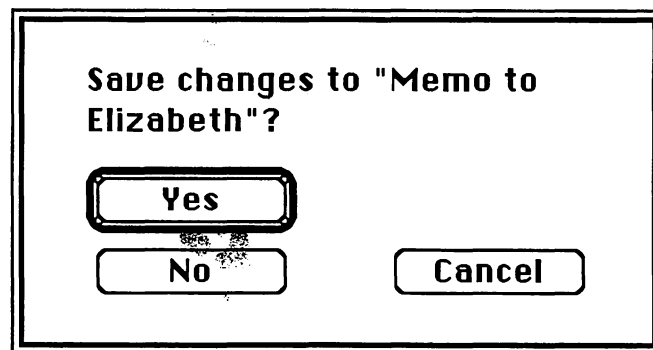 Save changes to "Memo to
Elizabeth"?
Yes
No
Cancel